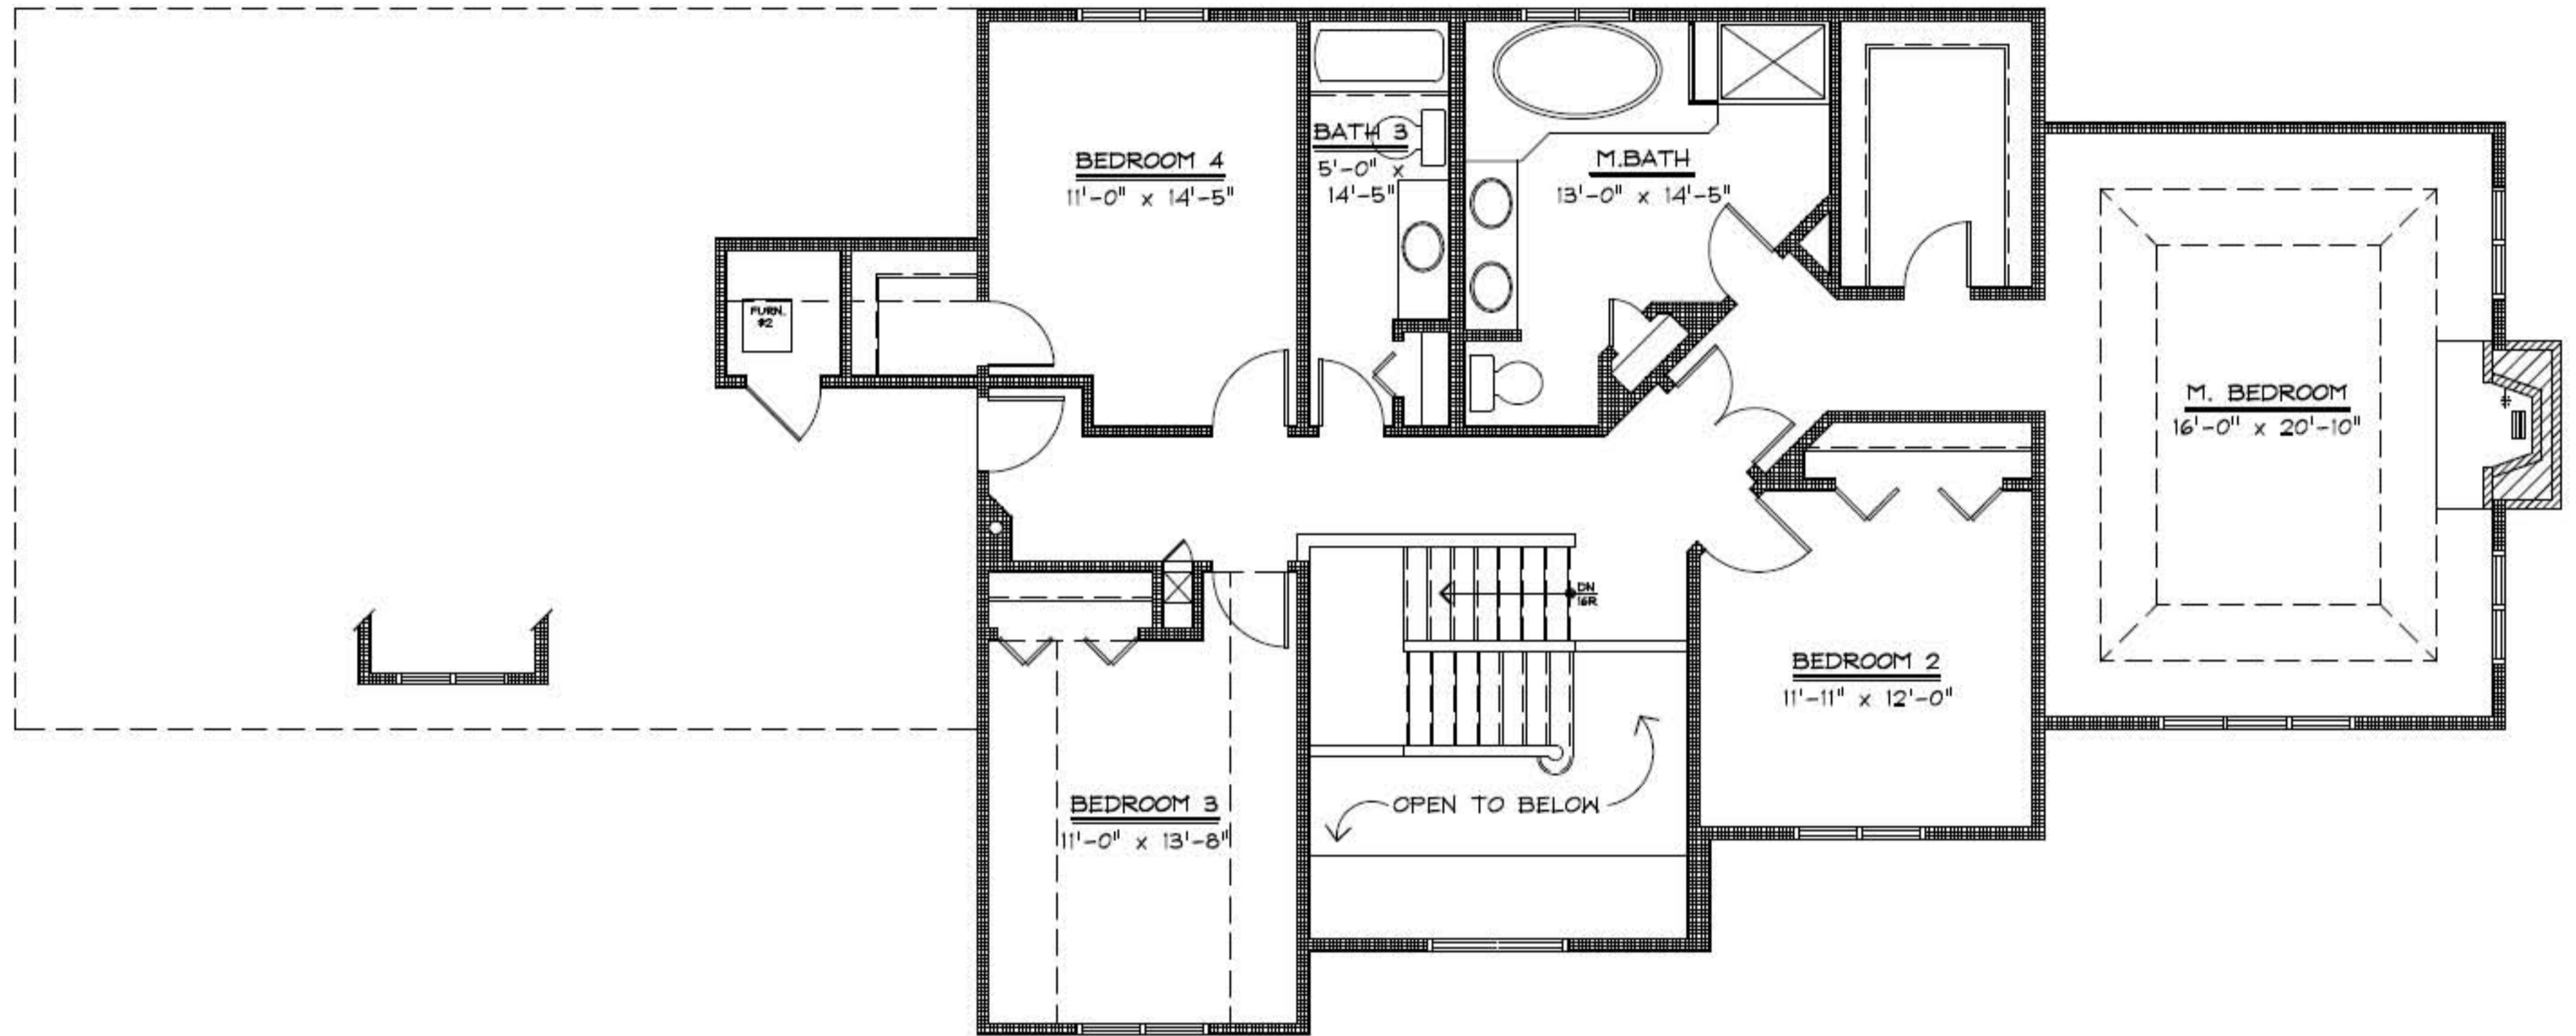 BEDROOM 4
11'-0" x 14'-5"
BATH 3
5'-0" x
14'-5"
M.BATH
13'-0" x 14'-5"
FURN.
#2
M. BEDROOM
16'-0" x 20'-10"
DN
16R
BEDROOM 2
11'-11" x 12'-0"
BEDROOM 3
11'-0" x 13'-8"
OPEN TO BELOW